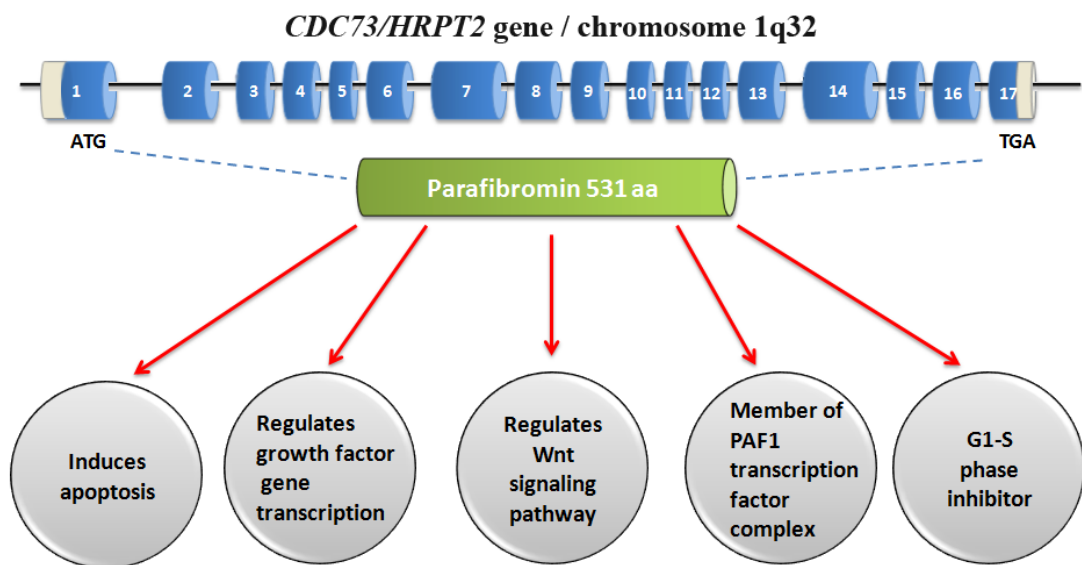 CDC73/HRPT2 gene / chromosome 1q32
1 2 3 4 5 6 7 8 9 10 11 12 13 14 15 16 17
ATG TGA
Parafibromin 531 aa
Induces
apoptosis
Regulates
growth factor
gene
transcription
Regulates
Wnt
signaling
pathway
Member of
PAF1
transcription
factor
complex
G1-S
phase
inhibitor